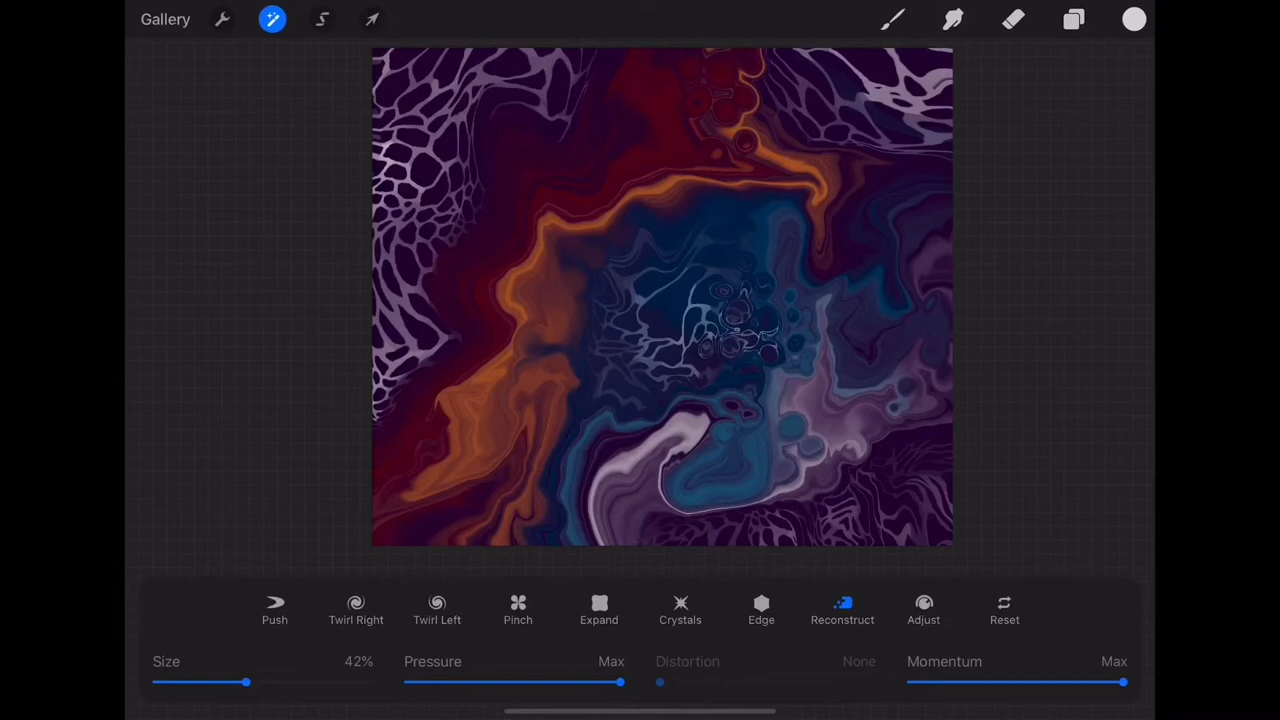 Gallery
Push Twirl Right Twirl Left Pinch Expand Crystals Edge Reconstruct Adjust Reset
Size 42% Pressure Max Distortion None Momentum Max